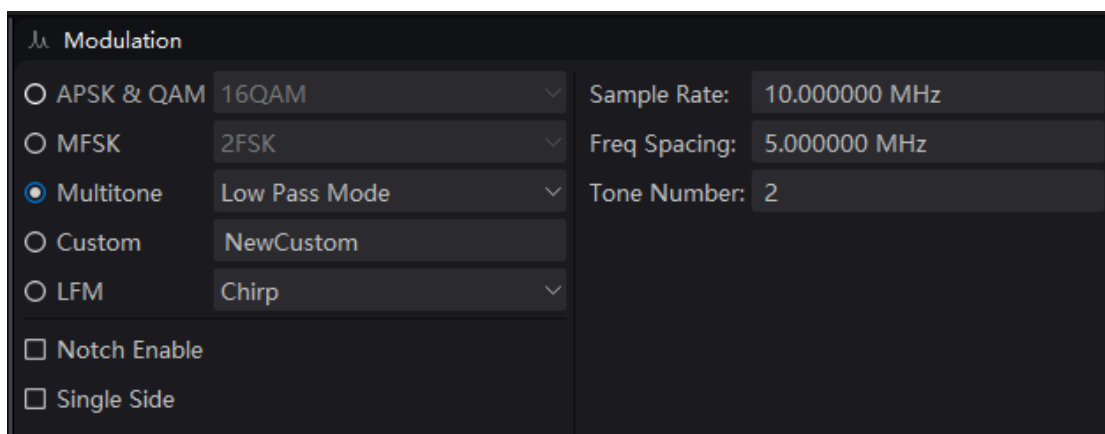 Modulation
APSK & QAM 16QAM
MFSK 2FSK
Multitone Low Pass Mode
Custom NewCustom
LFM Chirp
Notch Enable
Single Side
Sample Rate: 10.000000 MHz
Freq Spacing: 5.000000 MHz
Tone Number: 2